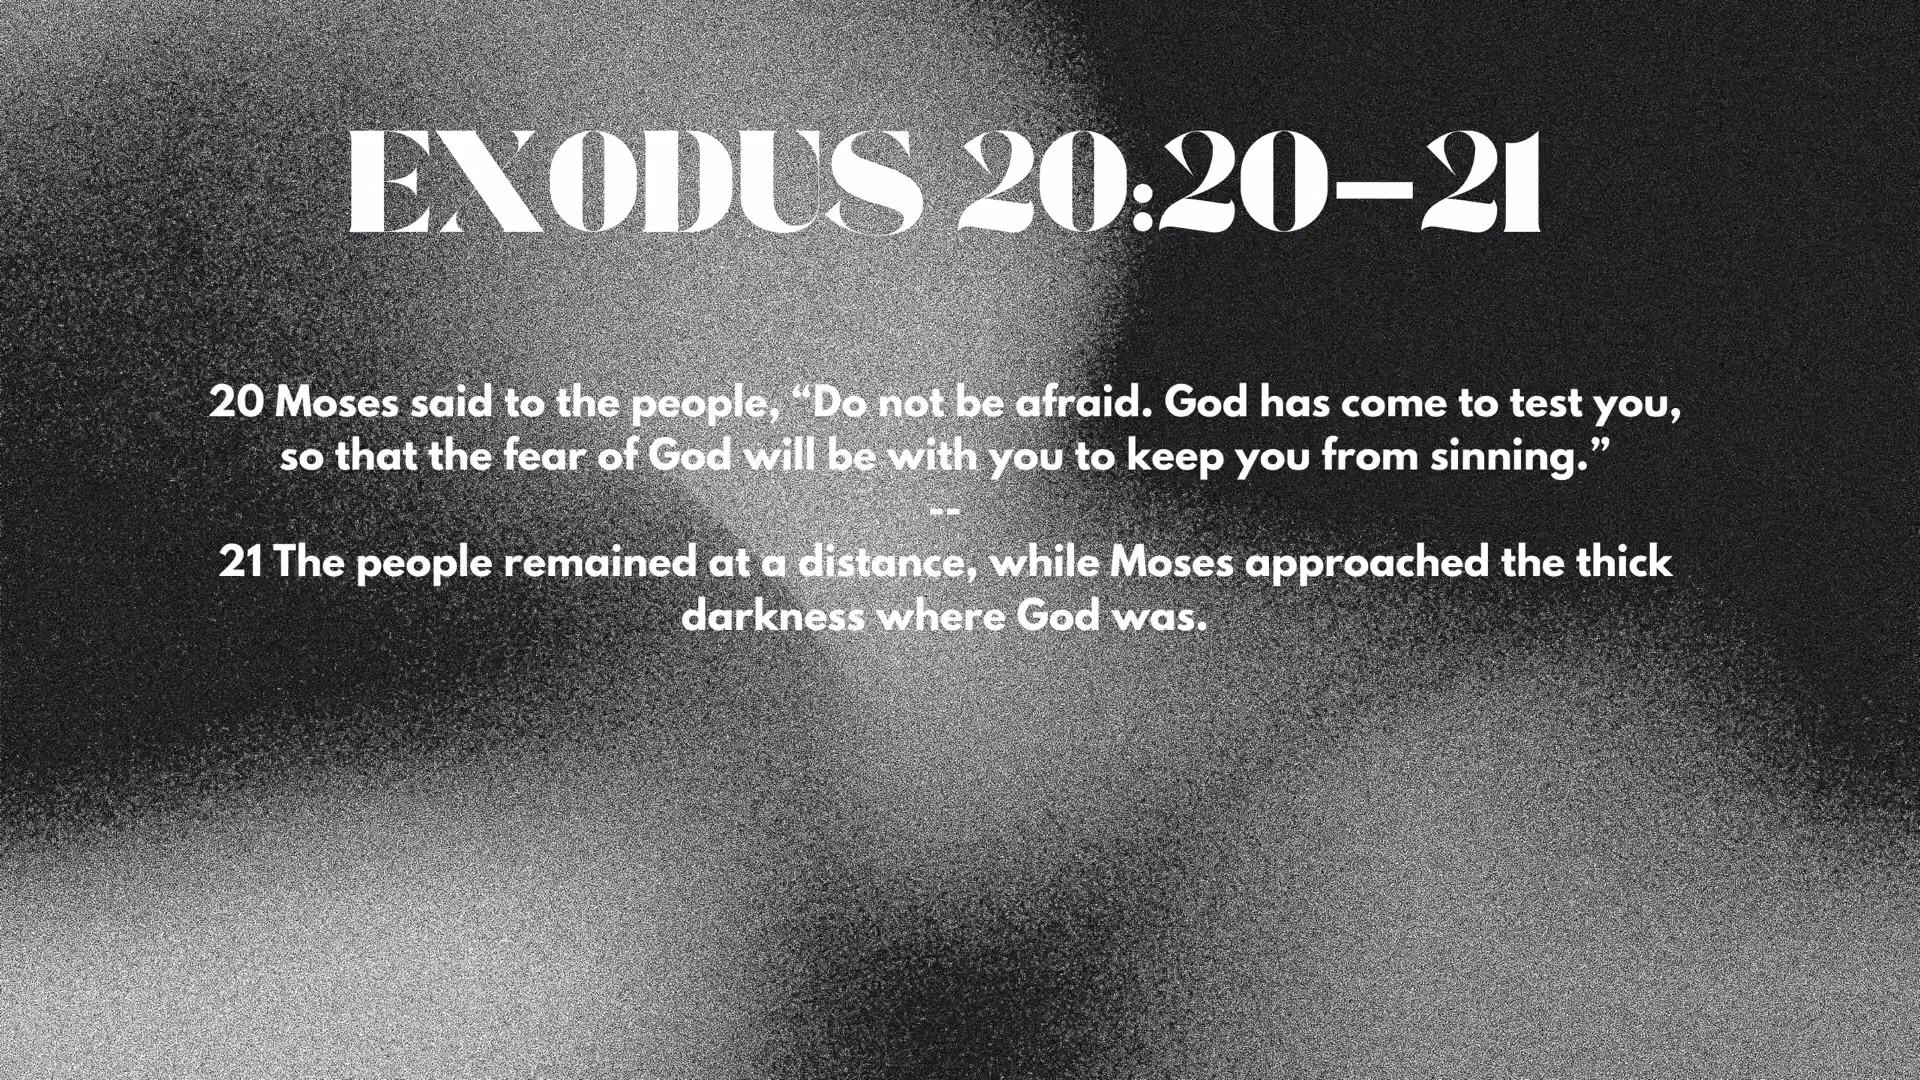 EXODUS 20:20–21
20 Moses said to the people, “Do not be afraid. God has come to test you,
so that the fear of God will be with you to keep you from sinning.”
--
21 The people remained at a distance, while Moses approached the thick
darkness where God was.